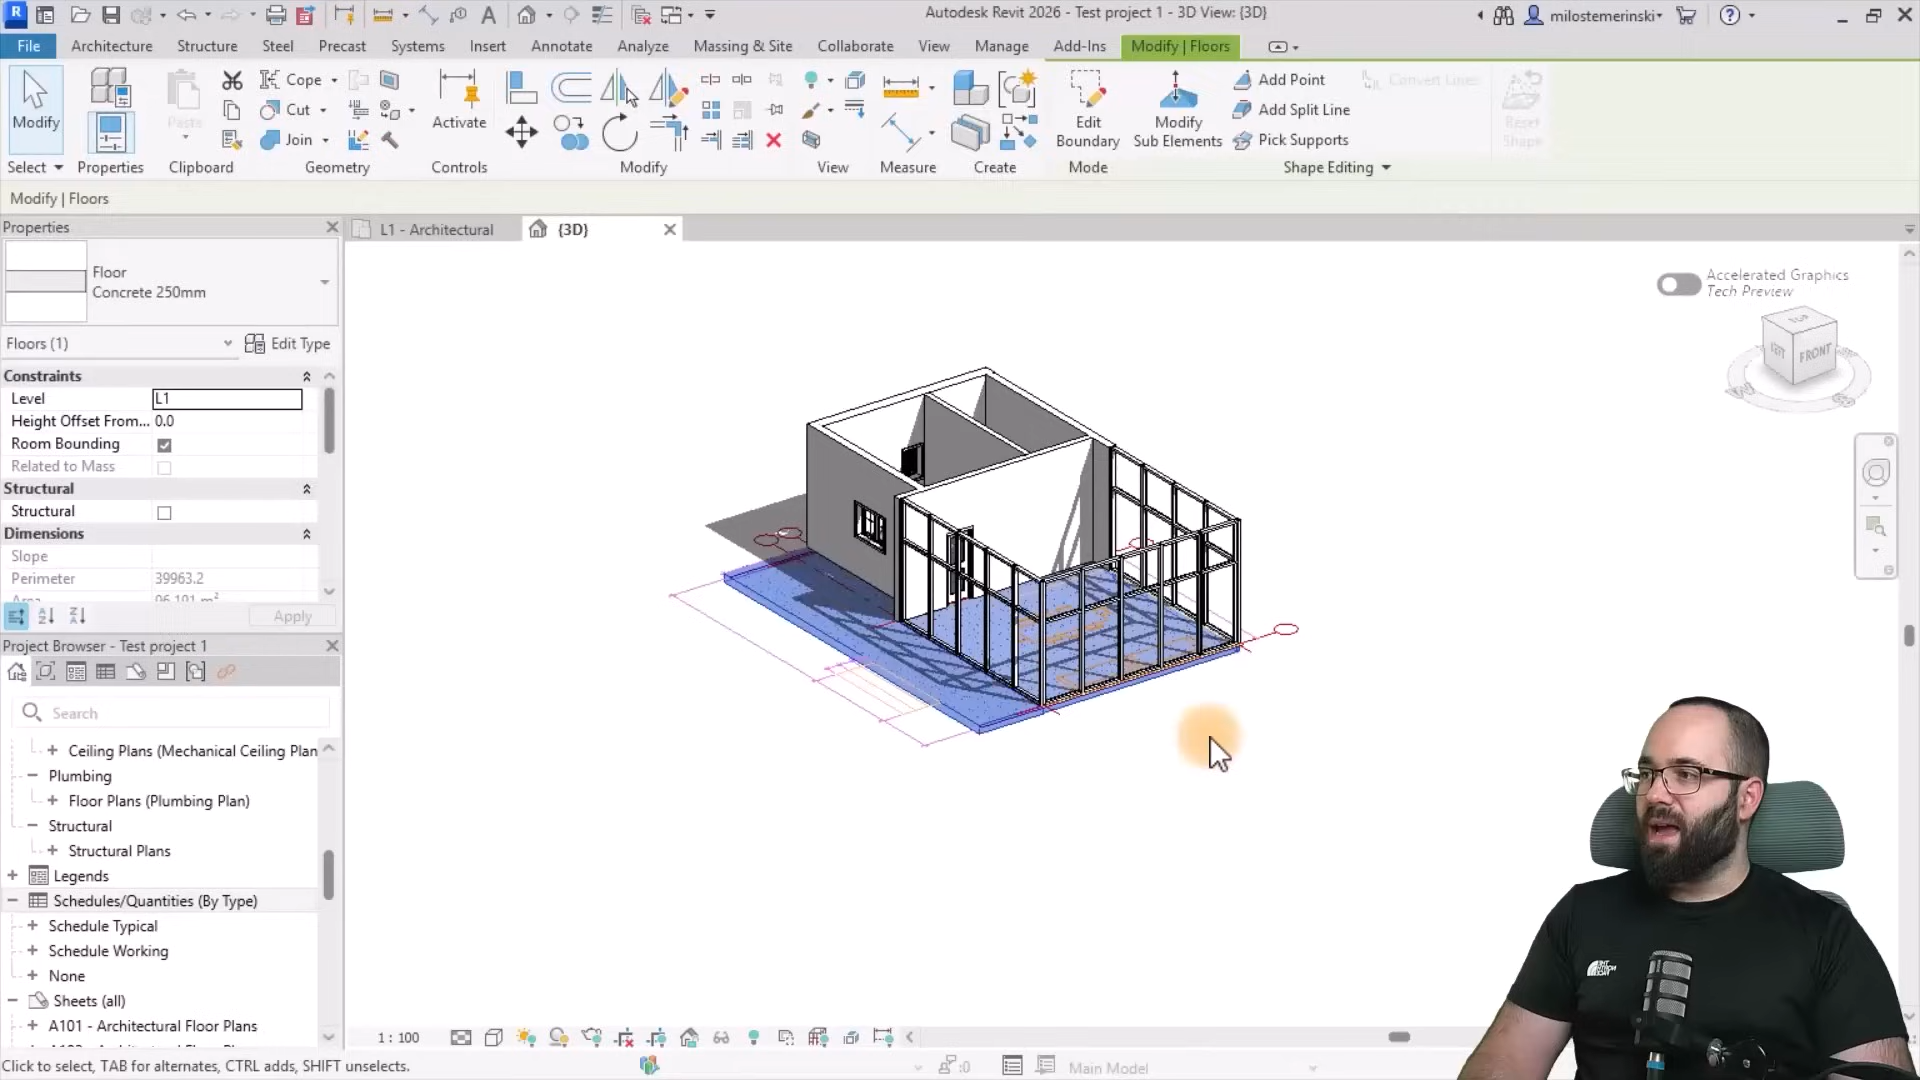 Autodesk Revit 2026 - Test project 1 - 3D View: {3D}
milostemerinski
File
Architecture
Structure
Steel
Precast
Systems
Insert
Annotate
Analyze
Massing & Site
Collaborate
View
Manage
Add-Ins
Modify | Floors
Modify
Paste
Cope
Cut
Join
Activate
Edit
Boundary
Modify
Sub Elements
Add Point
Add Split Line
Pick Supports
Convert Lines
Reset
Shape
Select
Properties
Clipboard
Geometry
Controls
Modify
View
Measure
Create
Mode
Shape Editing
Modify | Floors
Properties
L1 - Architectural
{3D}
Floor
Concrete 250mm
Floors (1)
Edit Type
Constraints
Level
L1
Height Offset From...
0.0
Room Bounding
Related to Mass
Structural
Structural
Dimensions
Slope
Perimeter
39963.2
Apply
Accelerated Graphics
Tech Preview
TOP
FRONT
Project Browser - Test project 1
Search
Ceiling Plans (Mechanical Ceiling Plan
Plumbing
Floor Plans (Plumbing Plan)
Structural
Structural Plans
Legends
Schedules/Quantities (By Type)
Schedule Typical
Schedule Working
None
Sheets (all)
A101 - Architectural Floor Plans
1 : 100
Click to select, TAB for alternates, CTRL adds, SHIFT unselects.
:0
Main Model